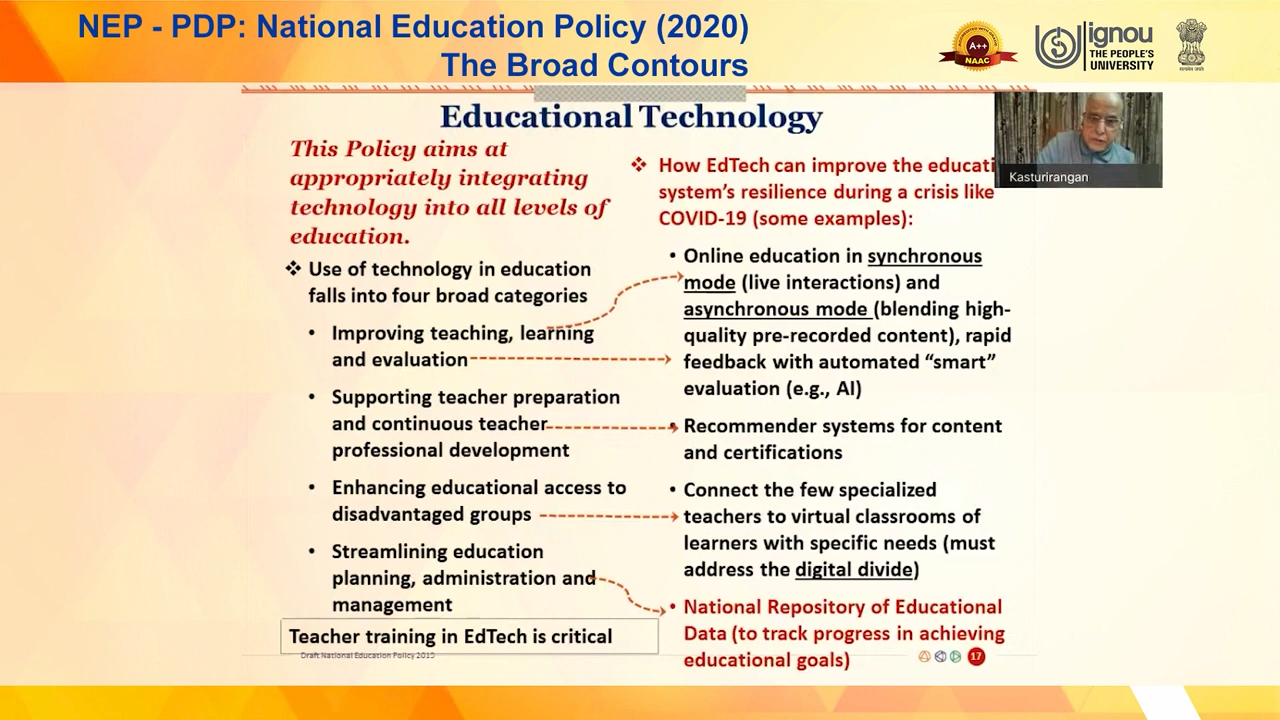 NEP - PDP: National Education Policy (2020)
The Broad Contours
A++
NAAC
ignou
THE PEOPLE'S
UNIVERSITY
Educational Technology
Kasturirangan
This Policy aims at
appropriately integrating
technology into all levels of
education.
❖ Use of technology in education
falls into four broad categories
• Improving teaching, learning
and evaluation
• Supporting teacher preparation
and continuous teacher
professional development
• Enhancing educational access to
disadvantaged groups
• Streamlining education
planning, administration and
management
Teacher training in EdTech is critical
Draft National Education Policy 2019
❖ How EdTech can improve the educati
system's resilience during a crisis like
COVID-19 (some examples):
• Online education in synchronous
mode (live interactions) and
asynchronous mode (blending high-
quality pre-recorded content), rapid
feedback with automated “smart”
evaluation (e.g., AI)
• Recommender systems for content
and certifications
• Connect the few specialized
teachers to virtual classrooms of
learners with specific needs (must
address the digital divide)
• National Repository of Educational
Data (to track progress in achieving
educational goals)
17